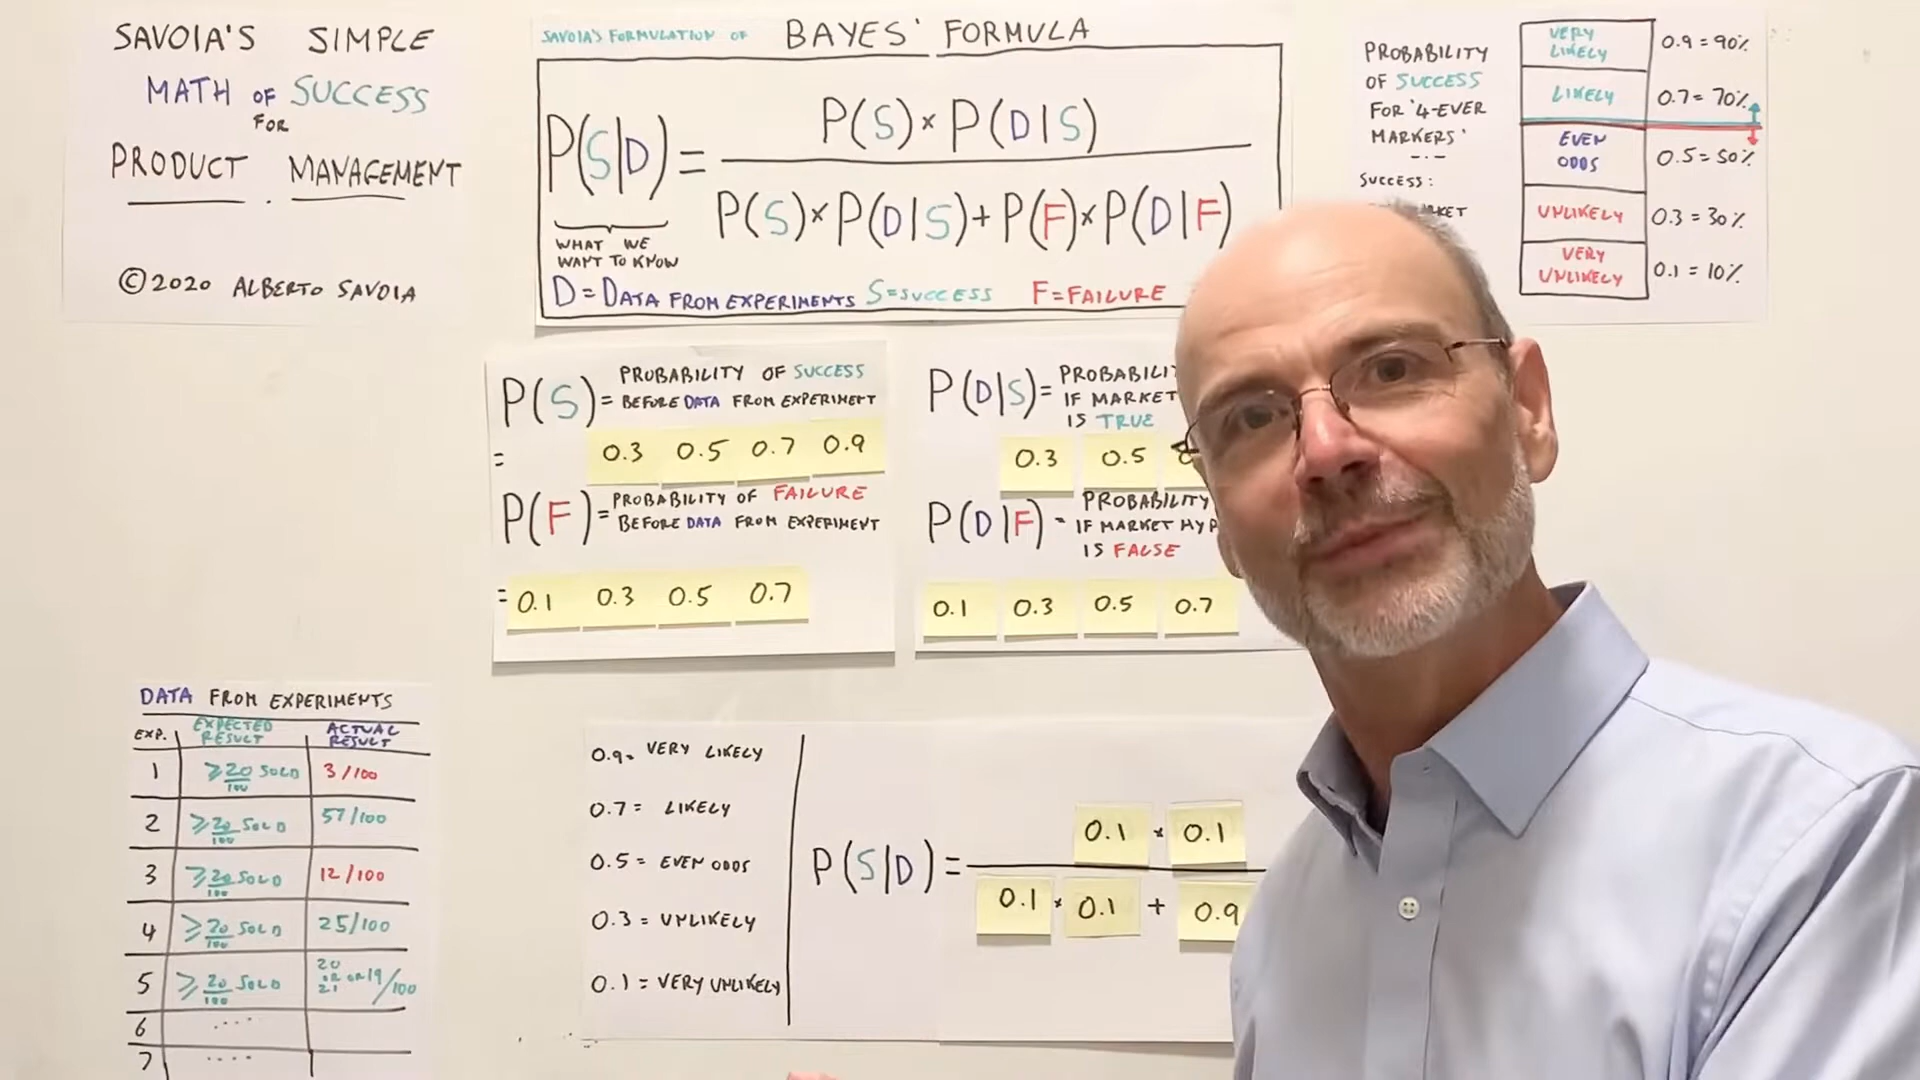 SAVOIA'S SIMPLE
MATH OF SUCCESS
FOR
PRODUCT MANAGEMENT
©2020 ALBERTO SAVOIA
SAVOIA'S FORMULATION OF BAYES' FORMULA
P(S|D) =
P(S) × P(D|S)
P(S) × P(D|S) + P(F) × P(D|F)
WHAT WE
WANT TO KNOW
D = DATA FROM EXPERIMENTS S = SUCCESS F = FAILURE
PROBABILITY
OF SUCCESS
FOR '4-EVER
MARKERS'
SUCCESS:
VERY LIKELY 0.9 = 90%
LIKELY 0.7 = 70%
EVEN ODDS 0.5 = 50%
UNLIKELY 0.3 = 30%
VERY UNLIKELY 0.1 = 10%
P(S) = PROBABILITY OF SUCCESS
BEFORE DATA FROM EXPERIMENT
= 0.3 0.5 0.7 0.9
P(F) = PROBABILITY OF FAILURE
BEFORE DATA FROM EXPERIMENT
= 0.1 0.3 0.5 0.7
P(D|S) = PROBABILI
IF MARKET
IS TRUE
0.3 0.5
P(D|F) - PROBABILITY
IF MARKET HYP
IS FALSE
0.1 0.3 0.5 0.7
DATA FROM EXPERIMENTS
EXP. EXPECTED RESULT ACTUAL RESULT
1 ≥ 20/100 SOLD 3/100
2 ≥ 20/100 SOLD 57/100
3 ≥ 20/100 SOLD 12/100
4 ≥ 20/100 SOLD 25/100
5 ≥ 20/100 SOLD 20 OR 21 OR 19/100
6 ....
7 ....
0.9 = VERY LIKELY
0.7 = LIKELY
0.5 = EVEN ODDS
0.3 = UNLIKELY
0.1 = VERY UNLIKELY
P(S|D) =
0.1 × 0.1
0.1 × 0.1 + 0.9